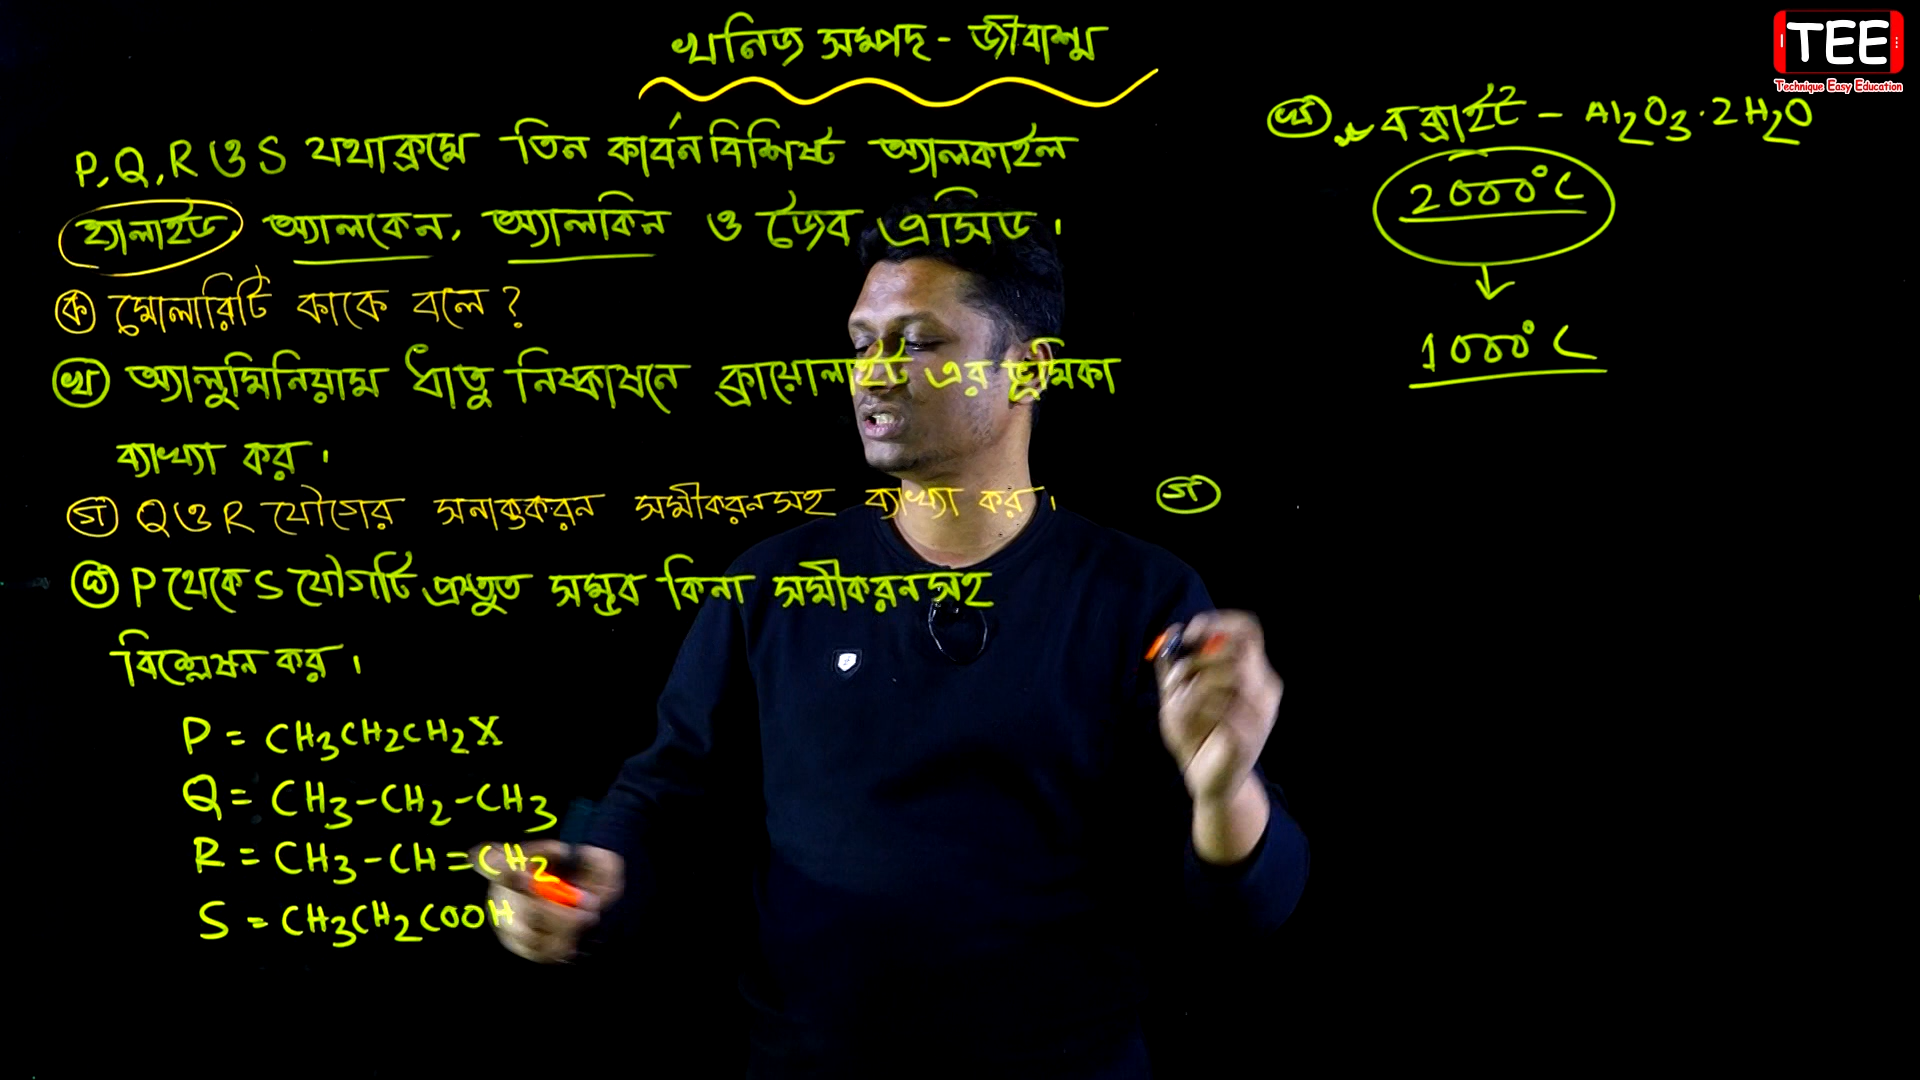 খনিজ সম্পদ - জীবাশ্ম
TEE
Technique Easy Education
P, Q, R ও S যথাক্রমে তিন কার্বন বিশিষ্ট অ্যালকাইল
হ্যালাইড, অ্যালকেন, অ্যালকিন ও জৈব এসিড।
ক মোলারিটি কাকে বলে?
খ অ্যালুমিনিয়াম ধাতু নিষ্কাষনে ক্রায়োলাইট এর ভূমিকা
ব্যাখ্যা কর।
গ Q ও R যৌগের সনাক্তকরন সমীকরনসহ ব্যাখ্যা কর।
ঘ P থেকে S যৌগটি প্রস্তুত সম্ভব কিনা সমীকরনসহ
বিশ্লেষন কর।
P = CH3CH2CH2X
Q = CH3-CH2-CH3
R = CH3-CH=CH2
S = CH3CH2COOH
খ বক্সাইট - Al2O3·2H2O
2000°C
1000°C
গ